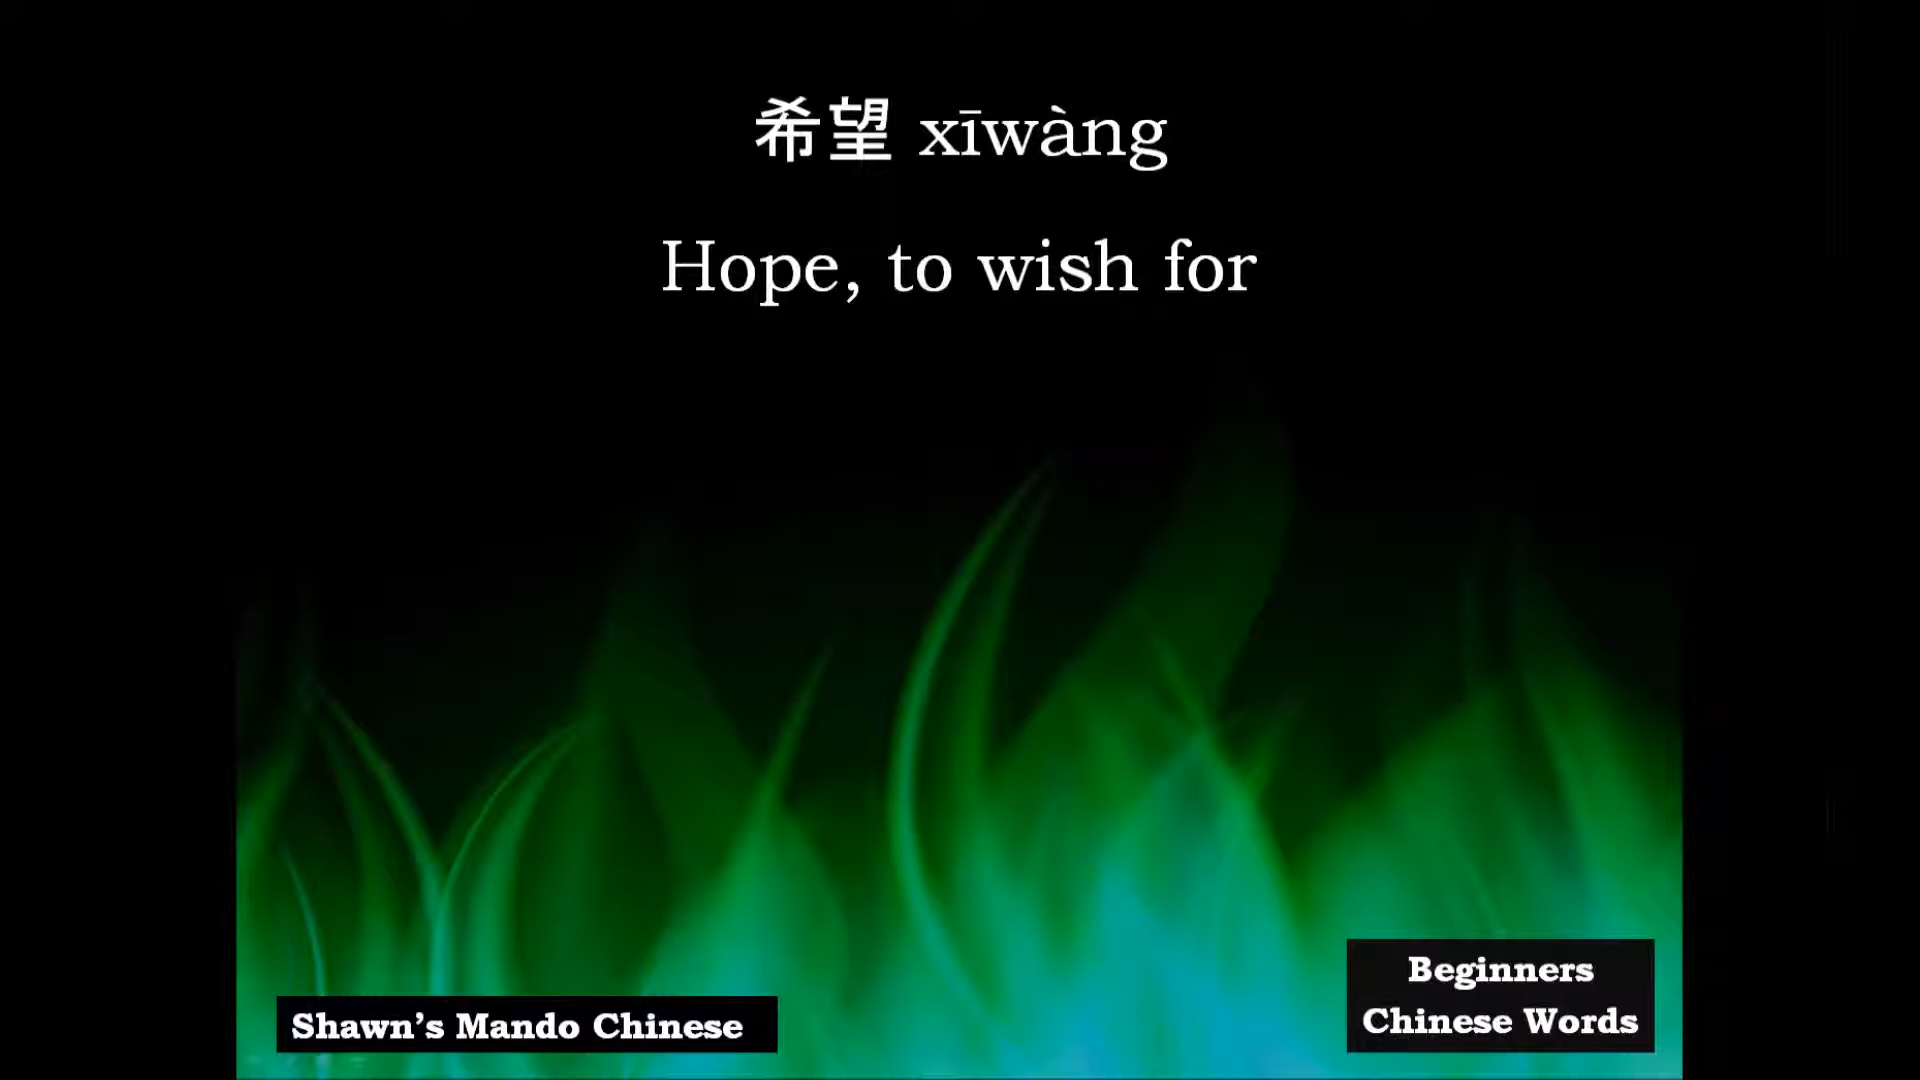 希望 xīwàng
Hope, to wish for
Shawn’s Mando Chinese
Beginners
Chinese Words